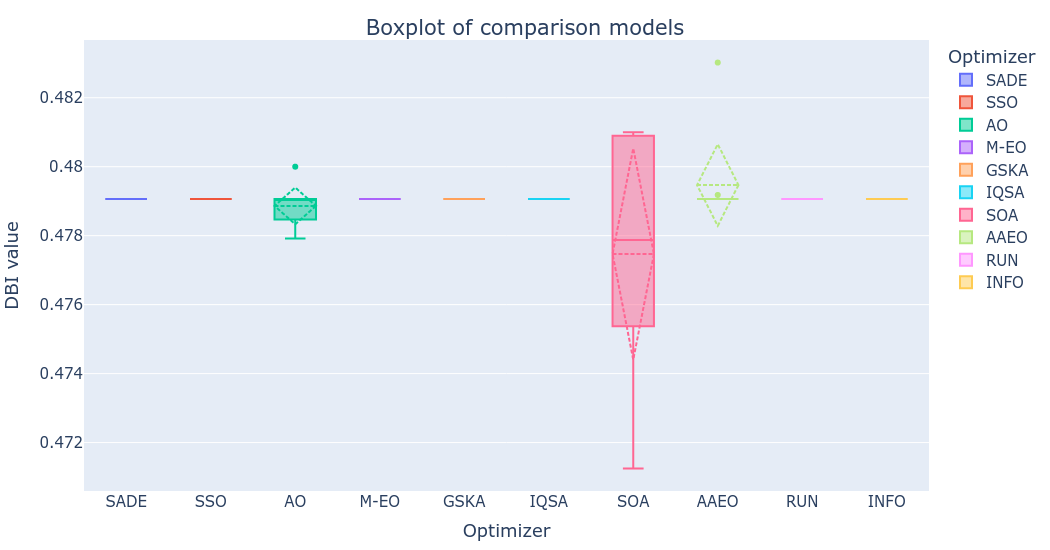 Boxplot of comparison models
DBI value
0.482
0.48
0.478
0.476
0.474
0.472
SADE SSO AO M-EO GSKA IQSA SOA AAEO RUN INFO
Optimizer
Optimizer
SADE
SSO
AO
M-EO
GSKA
IQSA
SOA
AAEO
RUN
INFO